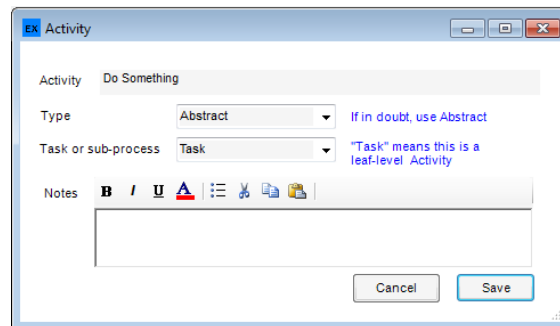 EX Activity
Activity Do Something
Type Abstract If in doubt, use Abstract
Task or sub-process Task "Task" means this is a
leaf-level Activity
Notes B I U A
Cancel Save